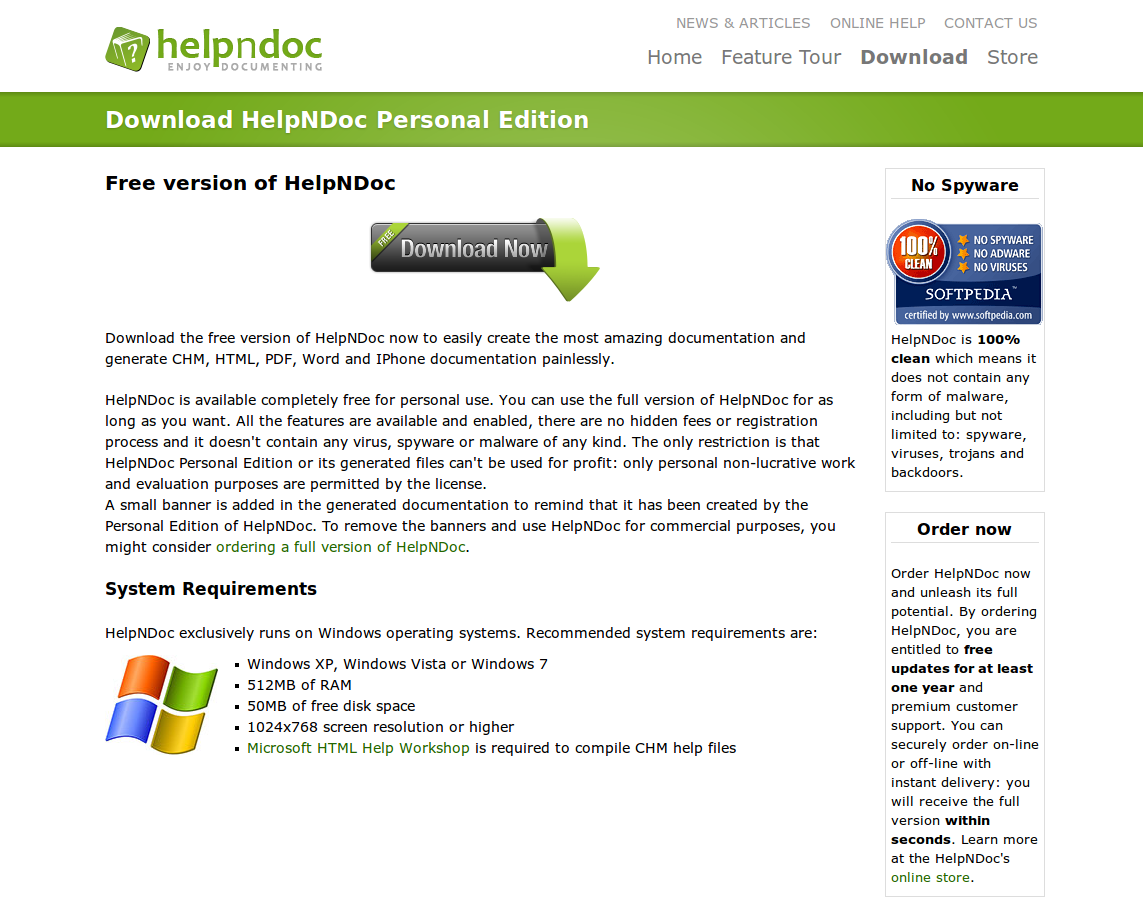 NEWS & ARTICLES ONLINE HELP CONTACT US
helpndoc
ENJOY DOCUMENTING
Home Feature Tour Download Store
Download HelpNDoc Personal Edition
Free version of HelpNDoc
FREE
Download Now
Download the free version of HelpNDoc now to easily create the most amazing documentation and
generate CHM, HTML, PDF, Word and IPhone documentation painlessly.
HelpNDoc is available completely free for personal use. You can use the full version of HelpNDoc for as
long as you want. All the features are available and enabled, there are no hidden fees or registration
process and it doesn't contain any virus, spyware or malware of any kind. The only restriction is that
HelpNDoc Personal Edition or its generated files can't be used for profit: only personal non-lucrative work
and evaluation purposes are permitted by the license.
A small banner is added in the generated documentation to remind that it has been created by the
Personal Edition of HelpNDoc. To remove the banners and use HelpNDoc for commercial purposes, you
might consider ordering a full version of HelpNDoc.
System Requirements
HelpNDoc exclusively runs on Windows operating systems. Recommended system requirements are:
▪ Windows XP, Windows Vista or Windows 7
▪ 512MB of RAM
▪ 50MB of free disk space
▪ 1024x768 screen resolution or higher
▪ Microsoft HTML Help Workshop is required to compile CHM help files
No Spyware
100%
CLEAN
NO SPYWARE
NO ADWARE
NO VIRUSES
SOFTPEDIA™
certified by www.softpedia.com
HelpNDoc is 100%
clean which means it
does not contain any
form of malware,
including but not
limited to: spyware,
viruses, trojans and
backdoors.
Order now
Order HelpNDoc now
and unleash its full
potential. By ordering
HelpNDoc, you are
entitled to free
updates for at least
one year and
premium customer
support. You can
securely order on-line
or off-line with
instant delivery: you
will receive the full
version within
seconds. Learn more
at the HelpNDoc's
online store.